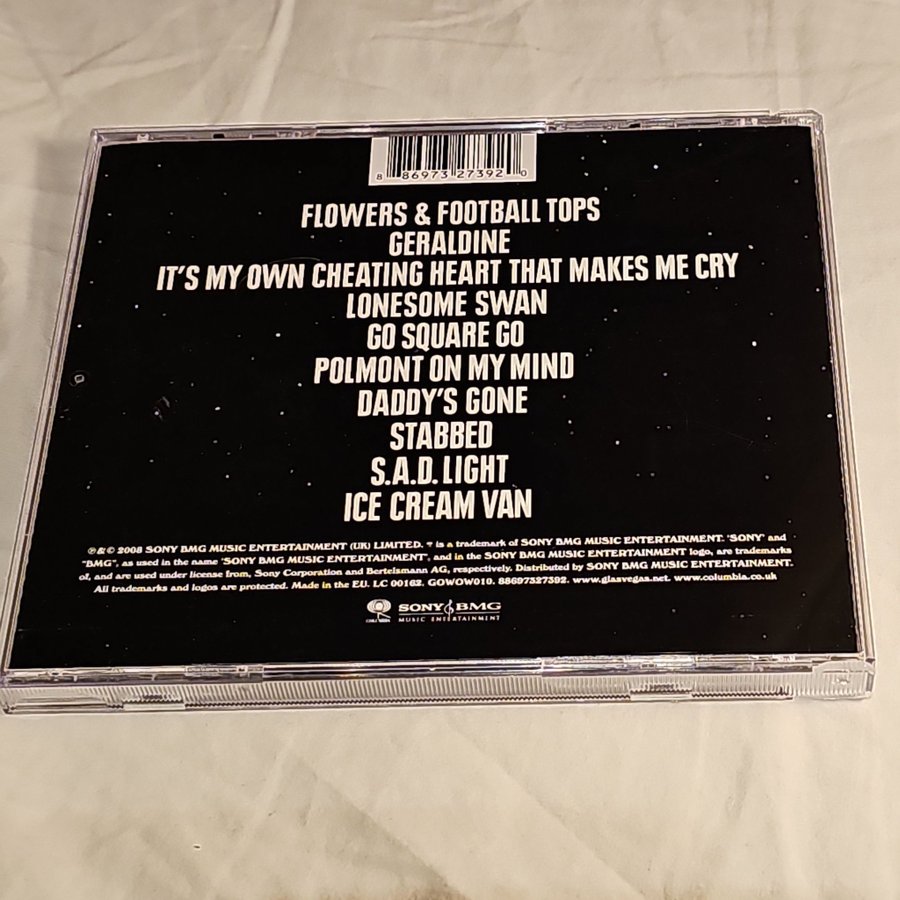 8 86973 27392 0
FLOWERS & FOOTBALL TOPS
GERALDINE
IT'S MY OWN CHEATING HEART THAT MAKES ME CRY
LONESOME SWAN
GO SQUARE GO
POLMONT ON MY MIND
DADDY'S GONE
STABBED
S.A.D. LIGHT
ICE CREAM VAN
℗&© 2008 SONY BMG MUSIC ENTERTAINMENT (UK) LIMITED. is a trademark of SONY BMG MUSIC ENTERTAINMENT. 'SONY' and
"BMG", as used in the name 'SONY BMG MUSIC ENTERTAINMENT', and in the SONY BMG MUSIC ENTERTAINMENT logo, are trademarks
of, and are used under license from, Sony Corporation and Bertelsmann AG, respectively. Distributed by SONY BMG MUSIC ENTERTAINMENT.
All trademarks and logos are protected. Made in the EU. LC 00162. GOWOW010. 88697327392. www.glasvegas.net. www.columbia.co.uk
COLUMBIA SONY BMG
MUSIC ENTERTAINMENT